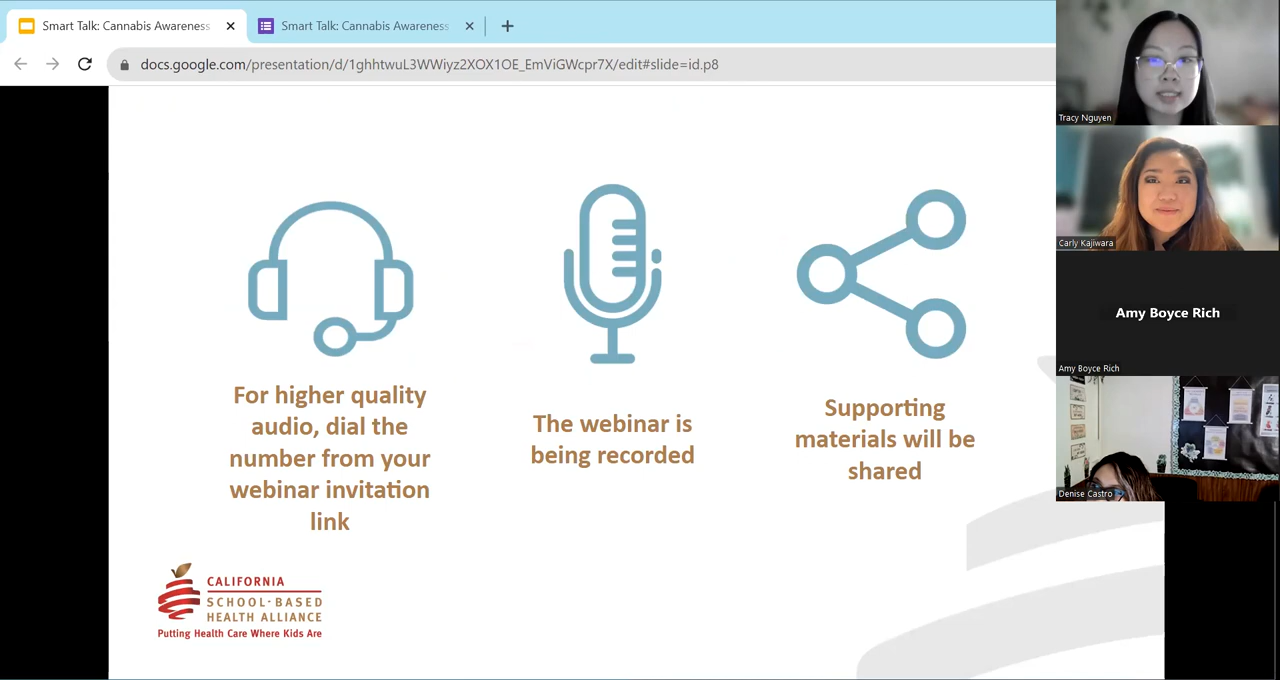 Smart Talk: Cannabis Awareness
Smart Talk: Cannabis Awareness
docs.google.com/presentation/d/1ghhtwuL3WWiyz2XOX1OE_EmViGWcpr7X/edit#slide=id.p8
For higher quality
audio, dial the
number from your
webinar invitation
link
The webinar is
being recorded
Supporting
materials will be
shared
CALIFORNIA
SCHOOL-BASED
HEALTH ALLIANCE
Putting Health Care Where Kids Are
Tracy Nguyen
Carly Kajiwara
Amy Boyce Rich
Amy Boyce Rich
Denise Castro